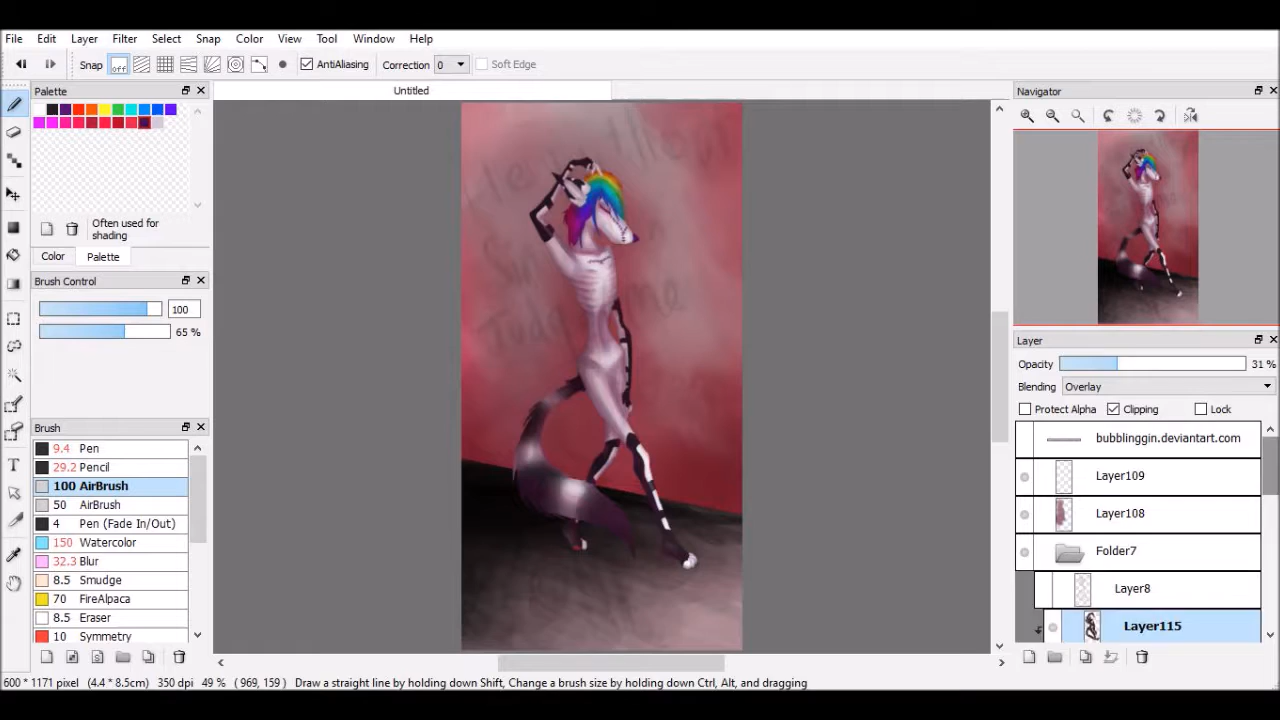 File Edit Layer Filter Select Snap Color View Tool Window Help
Snap off AntiAliasing Correction 0 Soft Edge
Palette
Untitled
Navigator
Often used for
shading
Color Palette
Brush Control
100
65 %
Brush
9.4 Pen
29.2 Pencil
100 AirBrush
50 AirBrush
4 Pen (Fade In/Out)
150 Watercolor
32.3 Blur
8.5 Smudge
70 FireAlpaca
8.5 Eraser
10 Symmetry
He
me
Layer
Opacity 31 %
Blending Overlay
Protect Alpha Clipping Lock
bubblinggin.deviantart.com
Layer109
Layer108
Folder7
Layer8
Layer115
600 * 1171 pixel (4.4 * 8.5cm) 350 dpi 49 % ( 969, 159 ) Draw a straight line by holding down Shift, Change a brush size by holding down Ctrl, Alt, and dragging